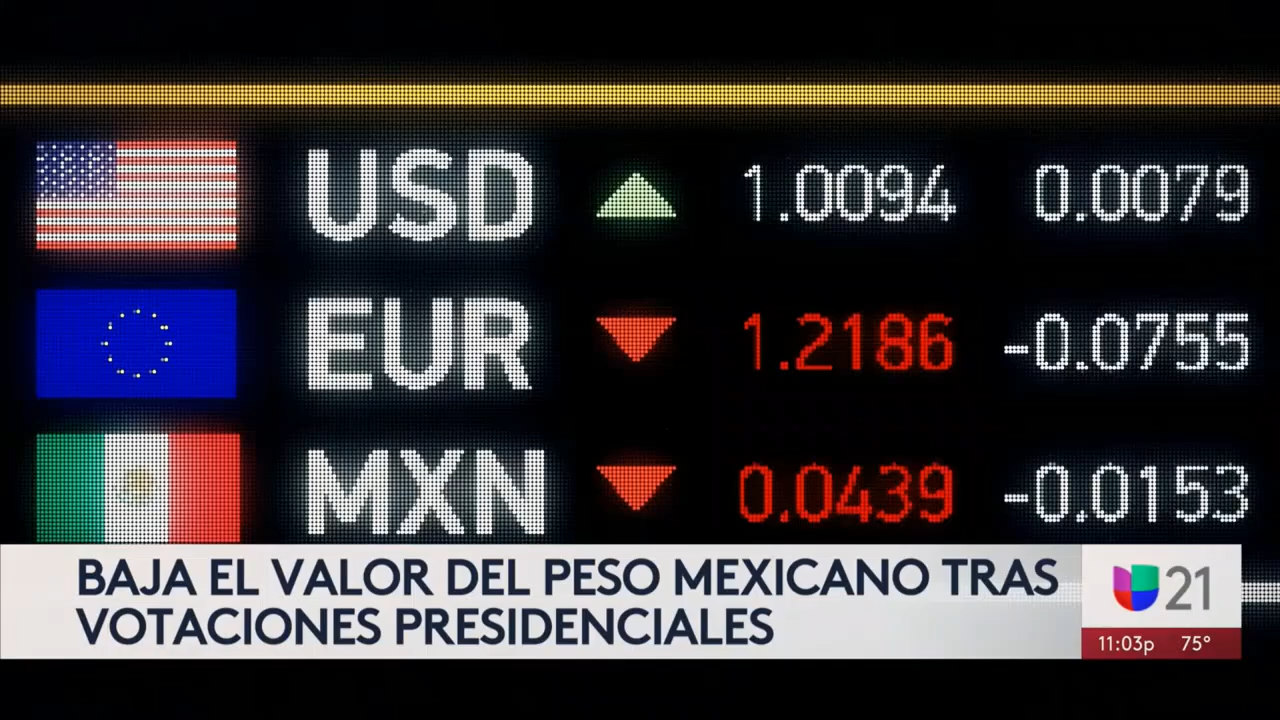 USD 1.0094 0.0079
EUR 1.2186 -0.0755
MXN 0.0439 -0.0153
BAJA EL VALOR DEL PESO MEXICANO TRAS
VOTACIONES PRESIDENCIALES
21
11:03p 75°